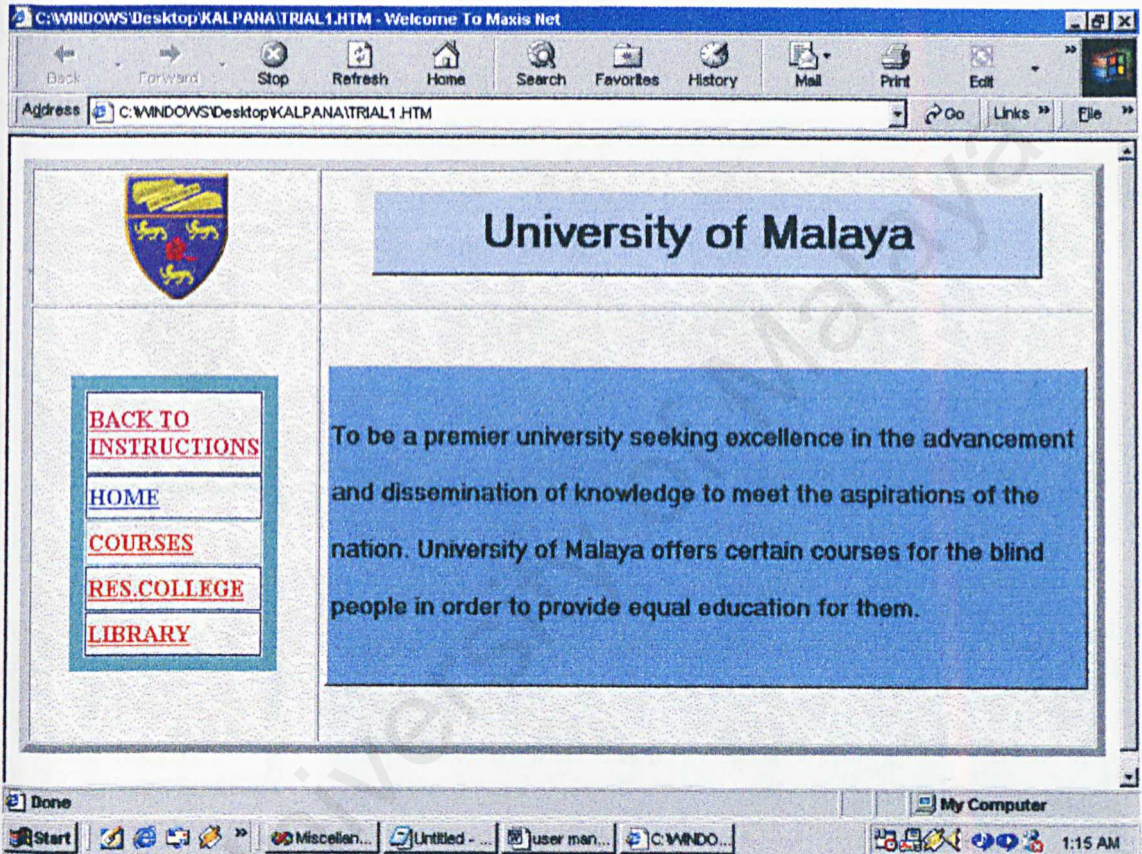 C:\WINDOWS\Desktop\KALPANA\TRIAL1.HTM - Welcome To Maxis Net
Back Forward Stop Refresh Home Search Favorites History Mail Print Edit
Address C:\WINDOWS\Desktop\KALPANA\TRIAL1.HTM Go Links File
University of Malaya
BACK TO
INSTRUCTIONS
HOME
COURSES
RES.COLLEGE
LIBRARY
To be a premier university seeking excellence in the advancement
and dissemination of knowledge to meet the aspirations of the
nation. University of Malaya offers certain courses for the blind
people in order to provide equal education for them.
University of Malaya
Done My Computer
Start Miscellan... Untitled - ... user man... C:\WINDO... 1:15 AM